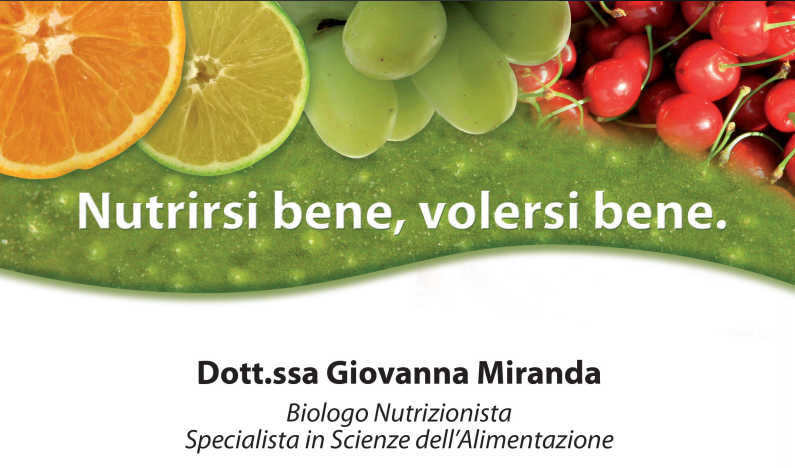 Nutrirsi bene, volersi bene.
Dott.ssa Giovanna Miranda
Biologo Nutrizionista
Specialista in Scienze dell’Alimentazione